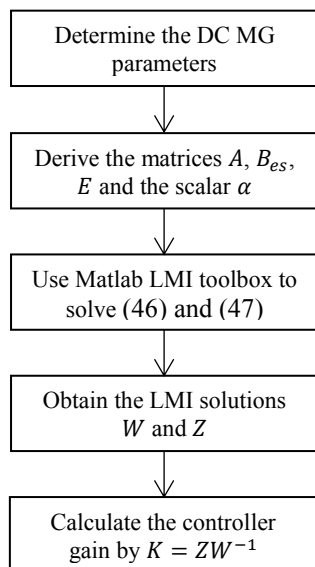 Determine the DC MG
parameters
Derive the matrices A, B_es,
E and the scalar α
Use Matlab LMI toolbox to
solve (46) and (47)
Obtain the LMI solutions
W and Z
Calculate the controller
gain by K = ZW⁻¹